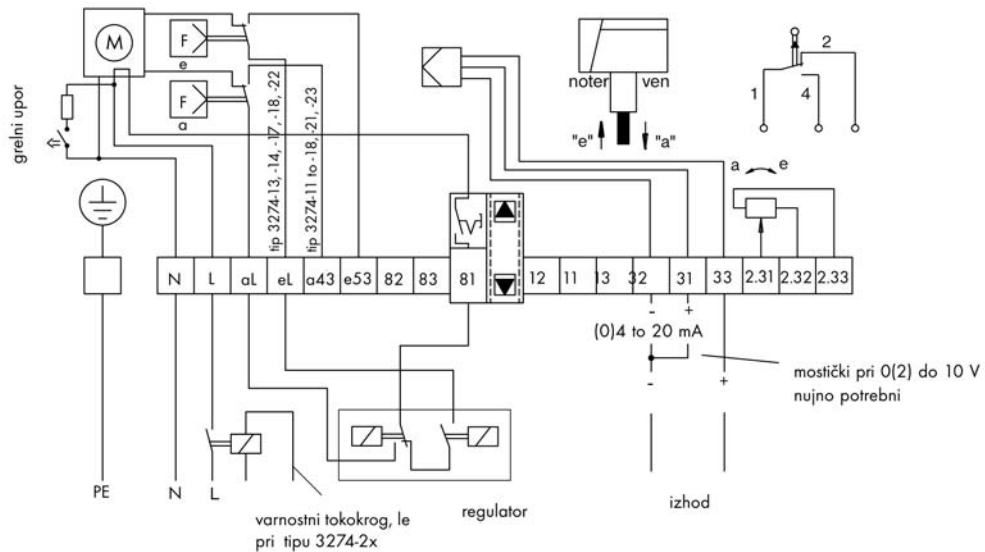 M
F
e
F
a
grelni upor
tip 3274-13, -14, -17, -18, -22
tip 3274-11 to -18, -21, -23
noter ven
"e" "a"
2
1 4
a e
N L aL eL a43 e53 82 83 81 12 11 13 32 31 33 2.31 2.32 2.33
- +
(0)4 to 20 mA
- +
mostički pri 0(2) do 10 V
nujno potrebni
PE N L
regulator
izhod
varnostni tokokrog, le
pri tipu 3274-2x